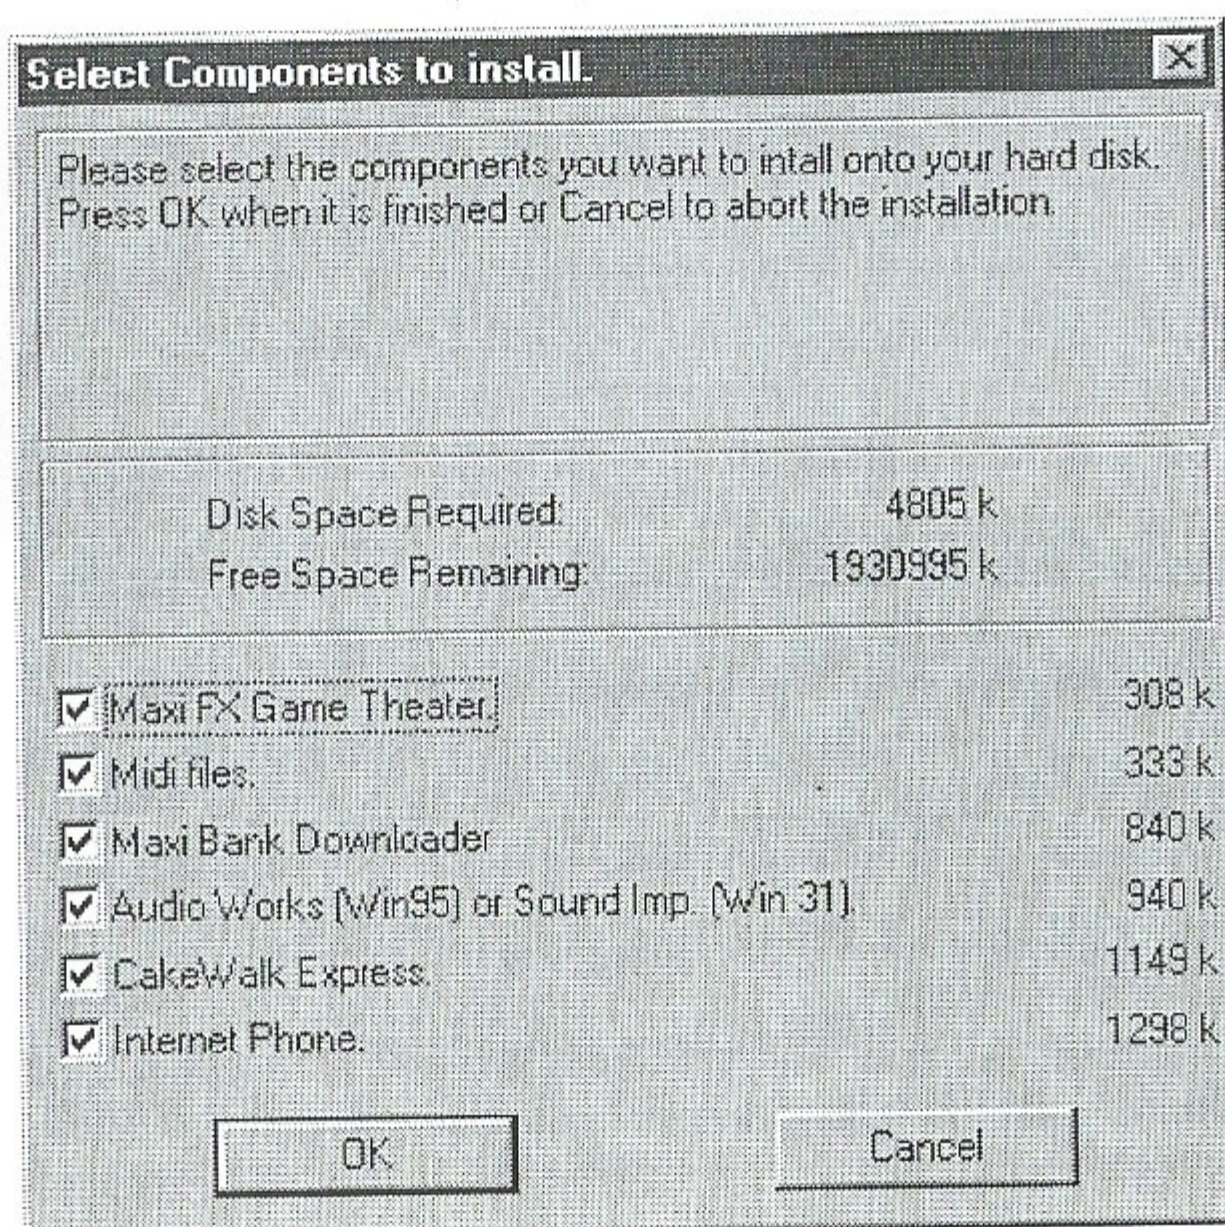 Select Components to install.
Please select the components you want to intall onto your hard disk.
Press OK when it is finished or Cancel to abort the installation.
Disk Space Required: 4805 k
Free Space Remaining: 1930995 k
Maxi FX Game Theater. 308 k
Midi files. 333 k
Maxi Bank Downloader 840 k
Audio Works (Win95) or Sound Imp. (Win 31). 940 k
CakeWalk Express. 1149 k
Internet Phone. 1298 k
OK Cancel